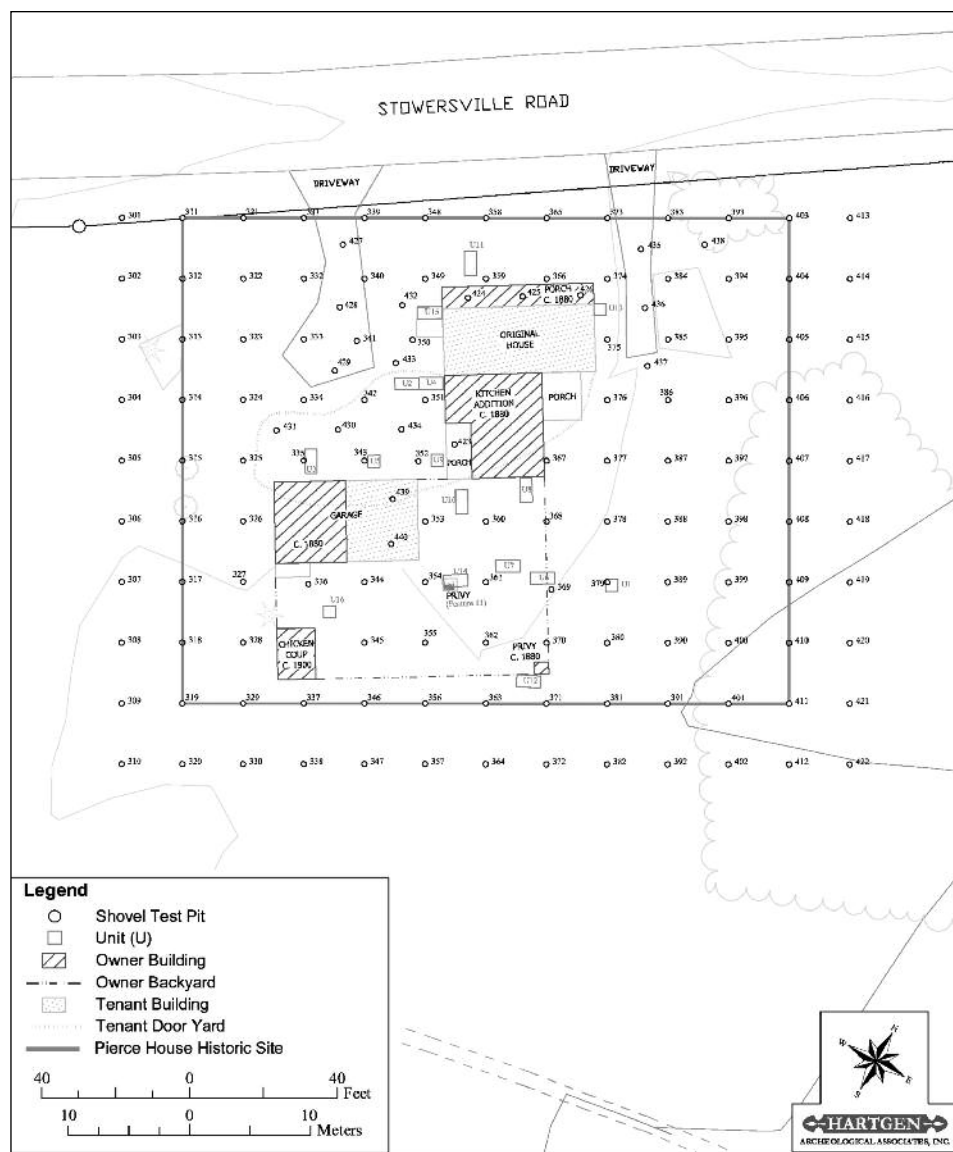 STOWERSVILLE ROAD
DRIVEWAY
DRIVEWAY
301 311 321 331 339 348 358 365 373 383 393 403 413
427 U11 435 438
302 312 322 332 340 349 359 366 374 384 394 404 414
PORCH
C. 1880
424 425 426
428 432 U15 U13 436
303 313 323 333 341 350 375 385 395 405 415
ORIGINAL
HOUSE
429 433 437
U2 U4
304 324 334 342 351 376 386 396 406 416
KITCHEN
ADDITION
C. 1880
PORCH
431 430 434 423
305 325 335 343 352 367 377 387 397 407 417
U3 U5 U9 PORCH
439 U10 U8
GARAGE
C. 1880
306 326 353 360 368 378 388 398 408 418
440
U7
307 317 327 336 344 354 U14 361 U6 369 379 U1 389 399 409 419
PRIVY
(Feature 11)
U16
308 318 328 345 355 362 370 380 390 400 410 420
CHICKEN
COUP
C. 1900
PRIVY
C. 1880
U12
309 319 329 337 346 356 363 371 381 391 401 411 421
310 320 330 338 347 357 364 372 382 392 402 412 422
Legend
Shovel Test Pit
Unit (U)
Owner Building
Owner Backyard
Tenant Building
Tenant Door Yard
Pierce House Historic Site
40 0 40
Feet
10 0 10
Meters
N
W
E
S
HARTGEN
ARCHEOLOGICAL ASSOCIATES, INC.